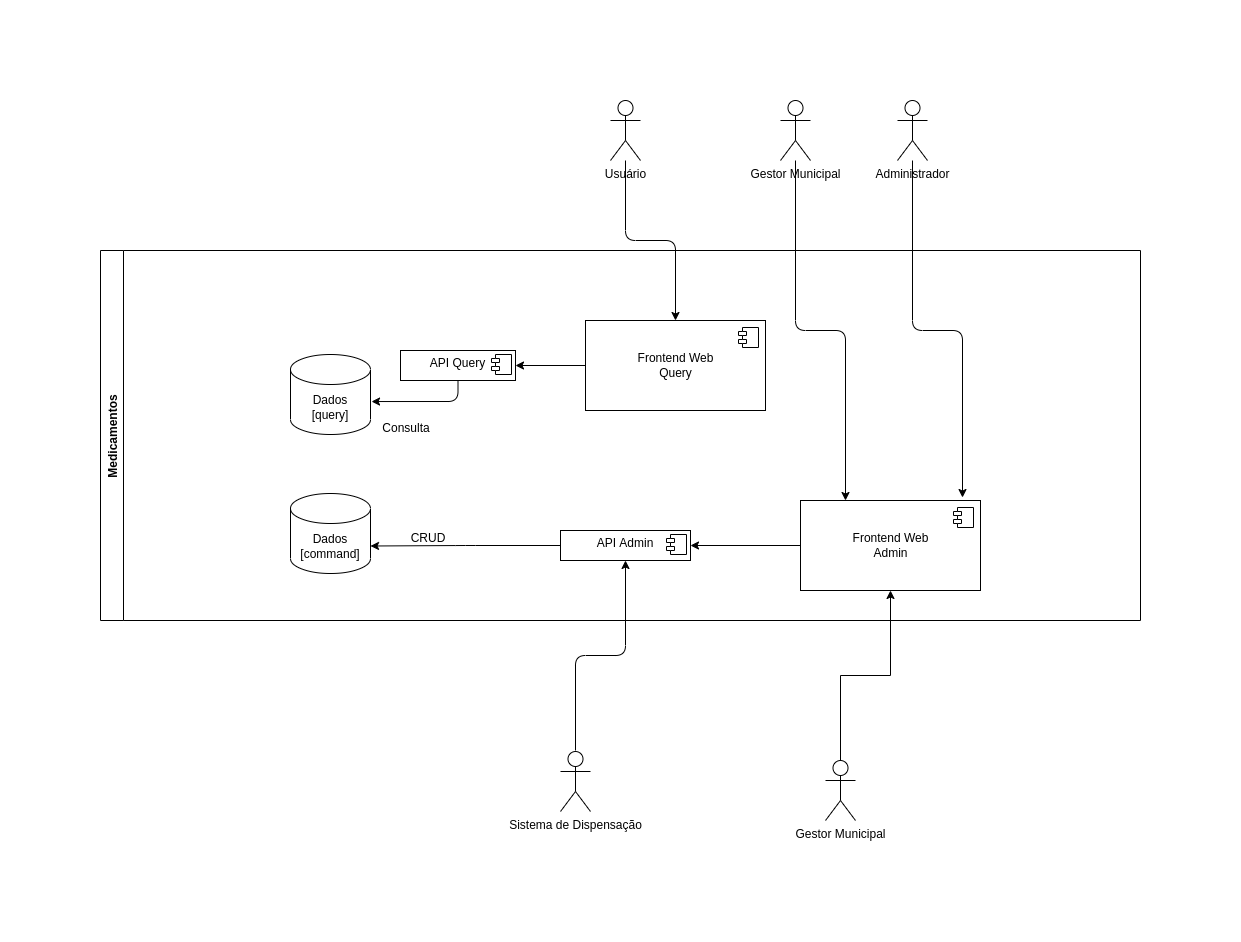 Usuário
Gestor Municipal
Administrador
Medicamentos
Frontend Web
Query
API Query
Dados
[query]
Consulta
Dados
[command]
CRUD
API Admin
Frontend Web
Admin
Sistema de Dispensação
Gestor Municipal